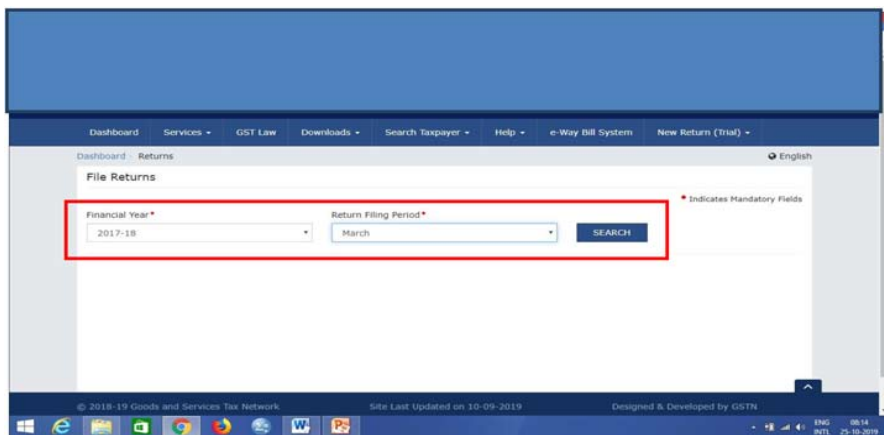 Dashboard Services GST Law Downloads Search Taxpayer Help e-Way Bill System New Return (Trial)
Dashboard Returns English
File Returns
* Indicates Mandatory Fields
Financial Year* Return Filing Period*
2017-18 March SEARCH
© 2018-19 Goods and Services Tax Network Site Last Updated on 10-09-2019 Designed & Developed by GSTN
ENG 08:14
INTL 25-10-2019